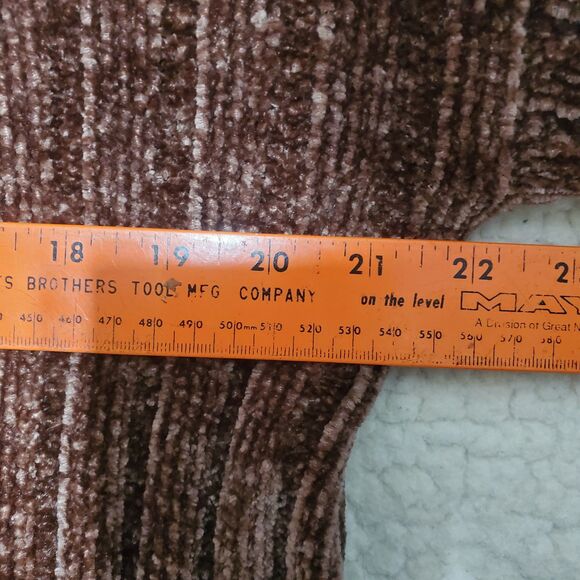 18 19 20 21 22
BROTHERS TOOL MFG COMPANY on the level MAY
A Division of Great N
450 460 470 480 490 500mm 510 520 530 540 550 560 570 580